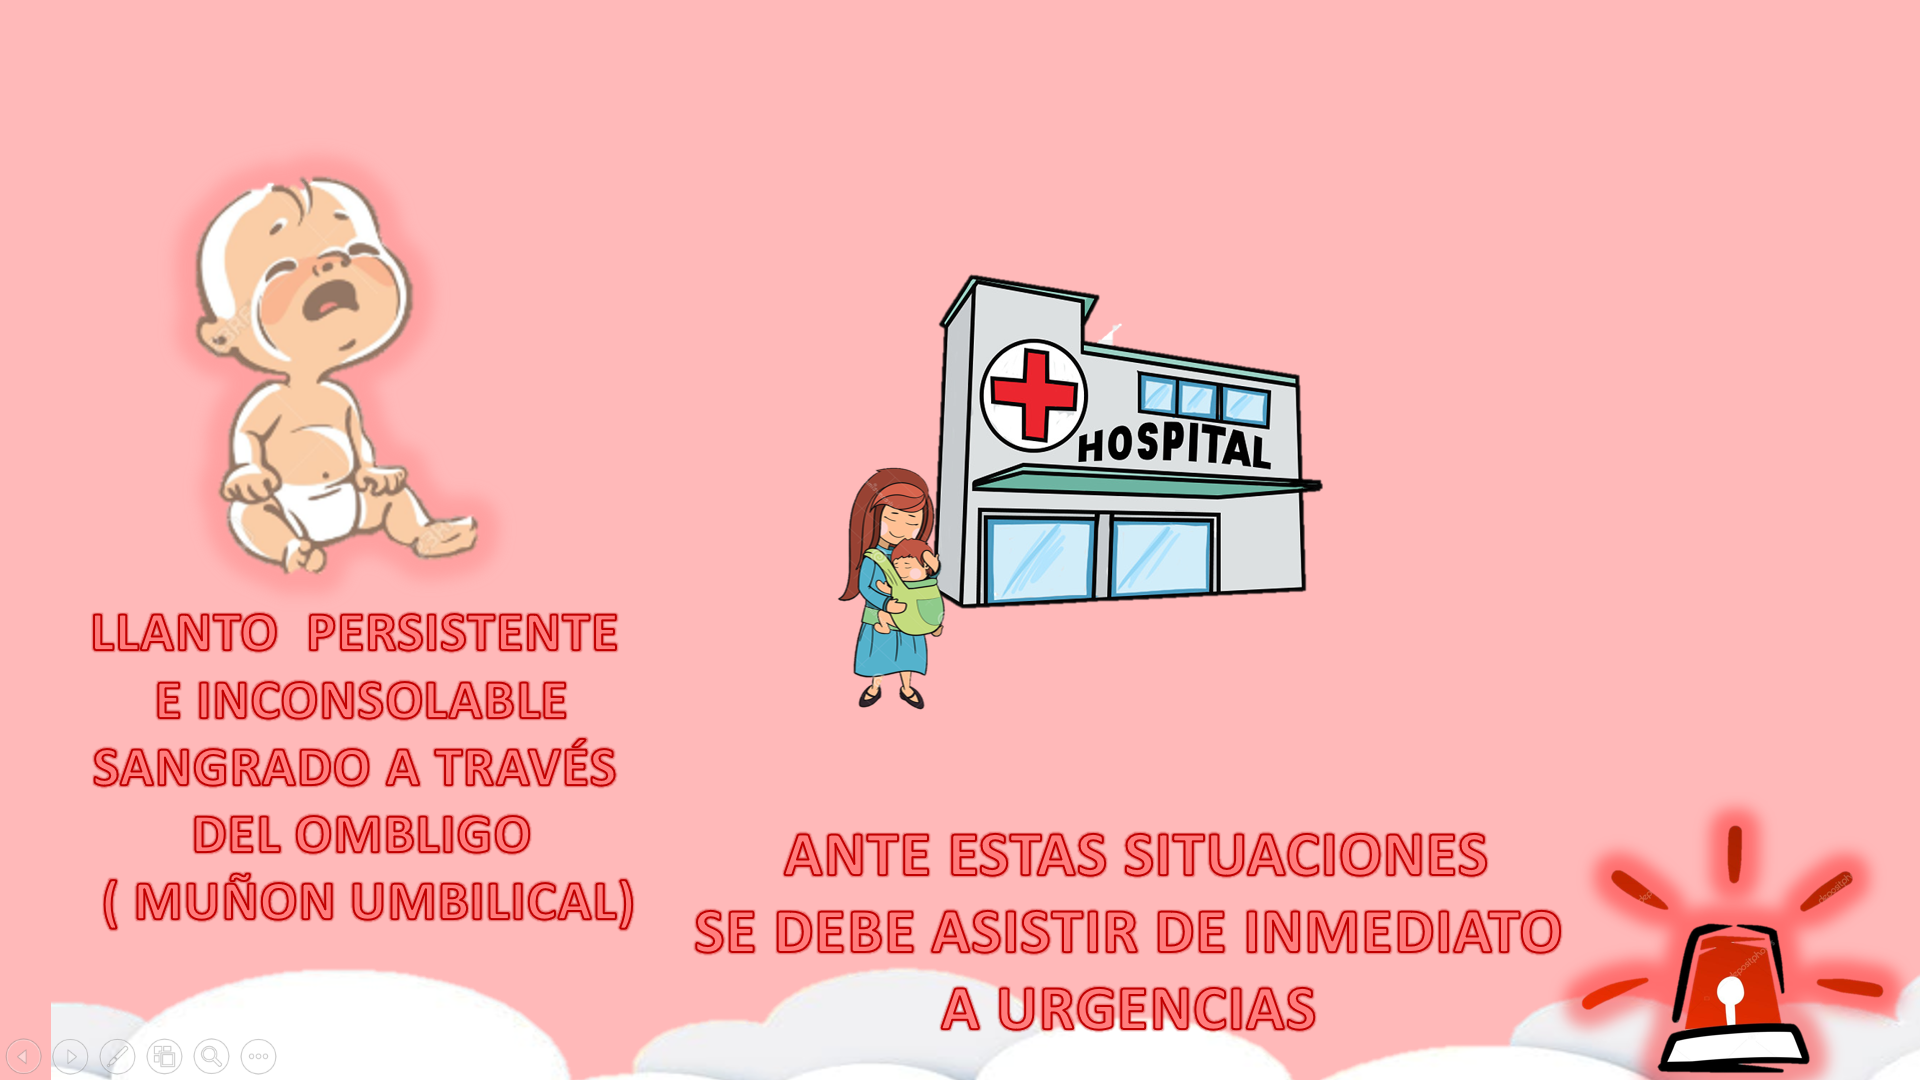 HOSPITAL
LLANTO  PERSISTENTE
E INCONSOLABLE
SANGRADO A TRAVÉS
DEL OMBLIGO
( MUÑON UMBILICAL)
ANTE ESTAS SITUACIONES
SE DEBE ASISTIR DE INMEDIATO
A URGENCIAS